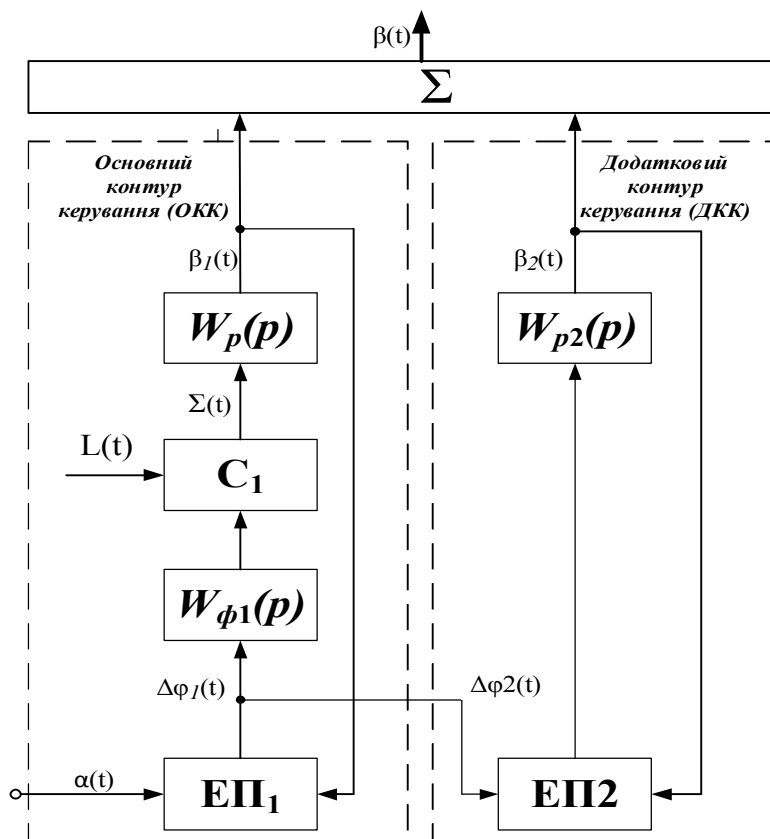 β(t)
Σ
Основний
контур
керування (ОКК)
Додатковий
контур
керування (ДКК)
β1(t)
β2(t)
Wp(p)
Wp2(p)
Σ(t)
L(t)
C1
Wф1(p)
Δφ1(t)
Δφ2(t)
α(t)
ЕП1
ЕП2